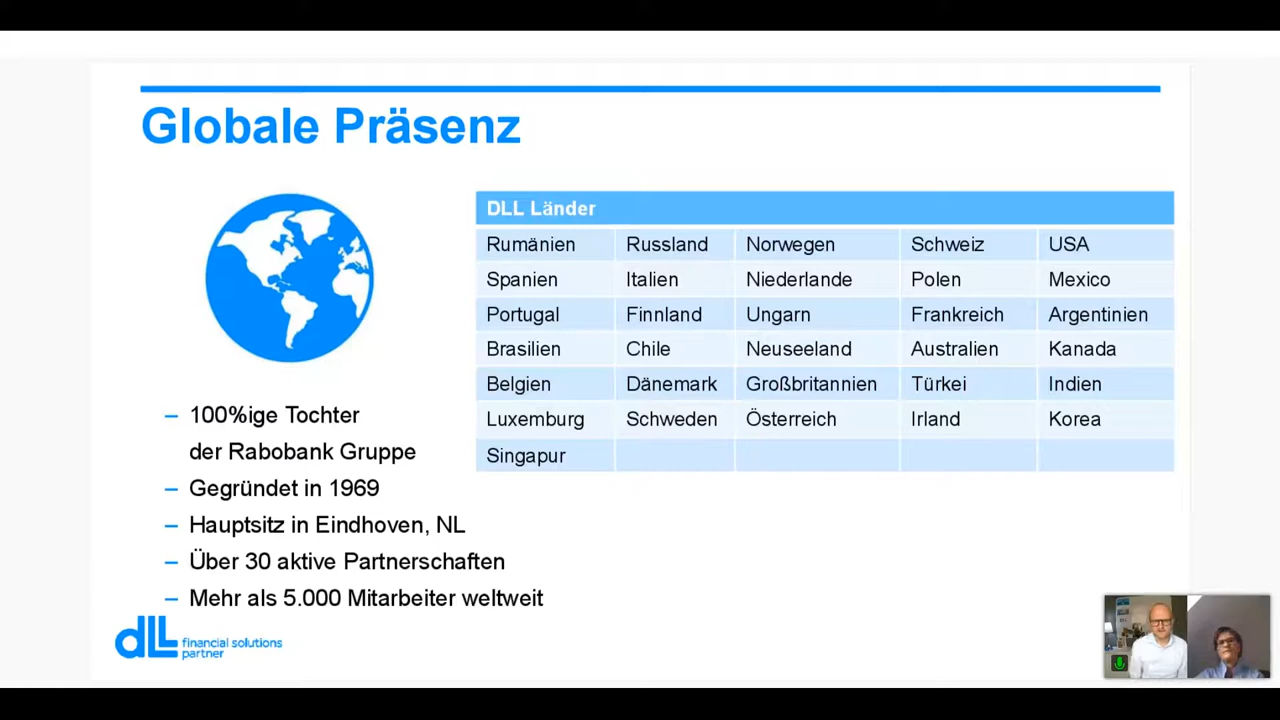 Globale Präsenz
DLL Länder
Rumänien Russland Norwegen Schweiz USA
Spanien Italien Niederlande Polen Mexico
Portugal Finnland Ungarn Frankreich Argentinien
Brasilien Chile Neuseeland Australien Kanada
Belgien Dänemark Großbritannien Türkei Indien
Luxemburg Schweden Österreich Irland Korea
Singapur
– 100%ige Tochter
der Rabobank Gruppe
– Gegründet in 1969
– Hauptsitz in Eindhoven, NL
– Über 30 aktive Partnerschaften
– Mehr als 5.000 Mitarbeiter weltweit
dLL financial solutions
partner